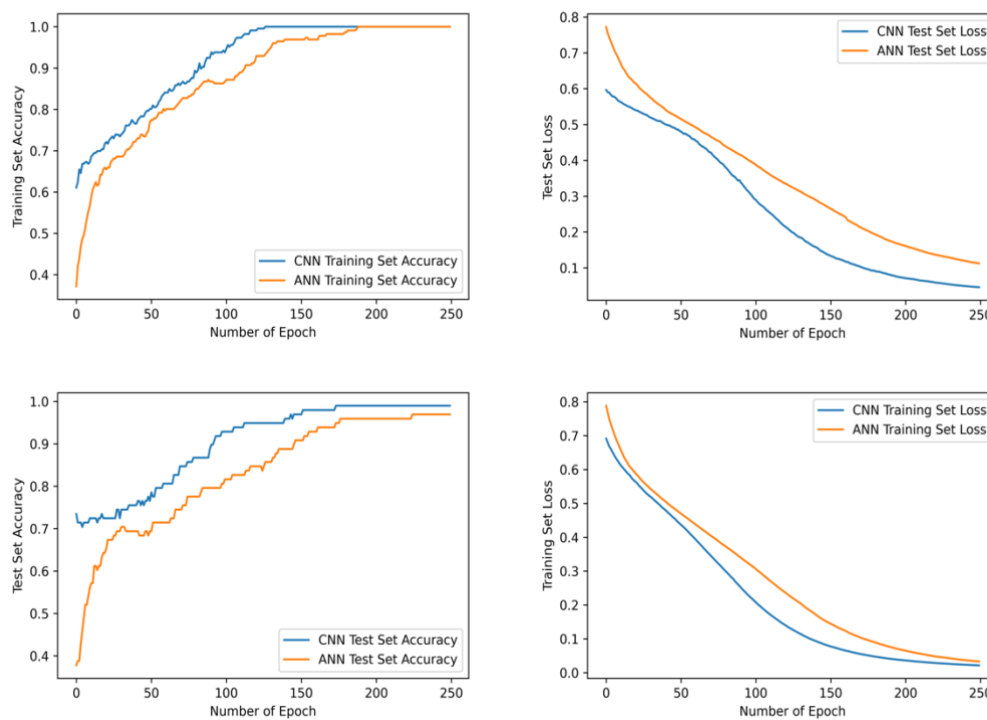 1.0
0.9
0.8
0.7
0.6
0.5
0.4
Training Set Accuracy
CNN Training Set Accuracy
ANN Training Set Accuracy
0 50 100 150 200 250
Number of Epoch
0.8
0.7
0.6
0.5
0.4
0.3
0.2
0.1
Test Set Loss
CNN Test Set Loss
ANN Test Set Loss
0 50 100 150 200 250
Number of Epoch
1.0
0.9
0.8
0.7
0.6
0.5
0.4
Test Set Accuracy
CNN Test Set Accuracy
ANN Test Set Accuracy
0 50 100 150 200 250
Number of Epoch
0.8
0.7
0.6
0.5
0.4
0.3
0.2
0.1
0.0
Training Set Loss
CNN Training Set Loss
ANN Training Set Loss
0 50 100 150 200 250
Number of Epoch